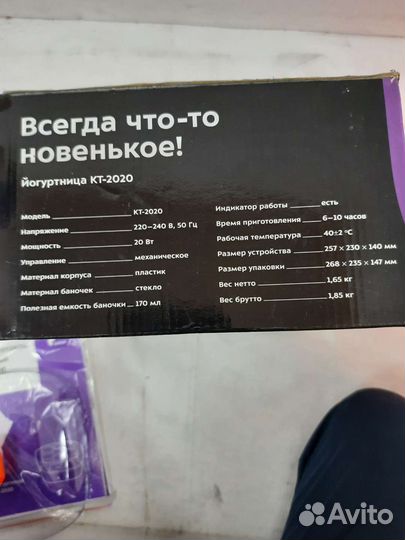 Всегда что-то
новенькое!
йогуртница КТ-2020
Модель КТ-2020
Напряжение 220–240 В, 50 Гц
Мощность 20 Вт
Управление механическое
Материал корпуса пластик
Материал баночек стекло
Полезная емкость баночки 170 мл
Индикатор работы есть
Время приготовления 6–10 часов
Рабочая температура 40±2 °С
Размер устройства 257 × 230 × 140 мм
Размер упаковки 268 × 235 × 147 мм
Вес нетто 1,65 кг
Вес брутто 1,85 кг
Avito